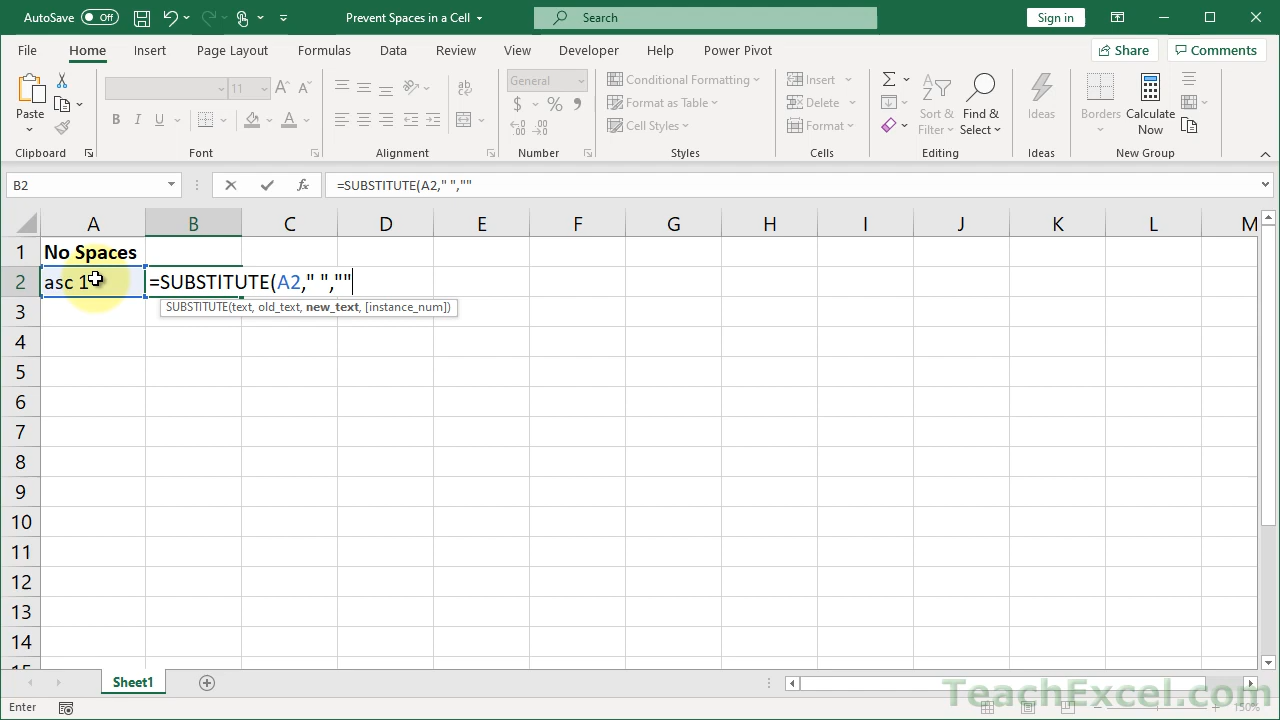 AutoSave Off Prevent Spaces in a Cell Search Sign in
File Home Insert Page Layout Formulas Data Review View Developer Help Power Pivot Share Comments
Paste General 11 Conditional Formatting Insert Sort & Find & Ideas Borders Calculate
B I U A $ % Format as Table Delete Filter Select Now
Cell Styles Format
Clipboard Font Alignment Number Styles Cells Editing Ideas New Group
B2 fx =SUBSTITUTE(A2," ",""
A B C D E F G H I J K L M
1 No Spaces
2 asc 1 =SUBSTITUTE(A2," ",""
3 SUBSTITUTE(text, old_text, new_text, [instance_num])
4
5
6
7
8
9
10
11
12
13
14
15
Sheet1
TeachExcel.com
Enter 150%